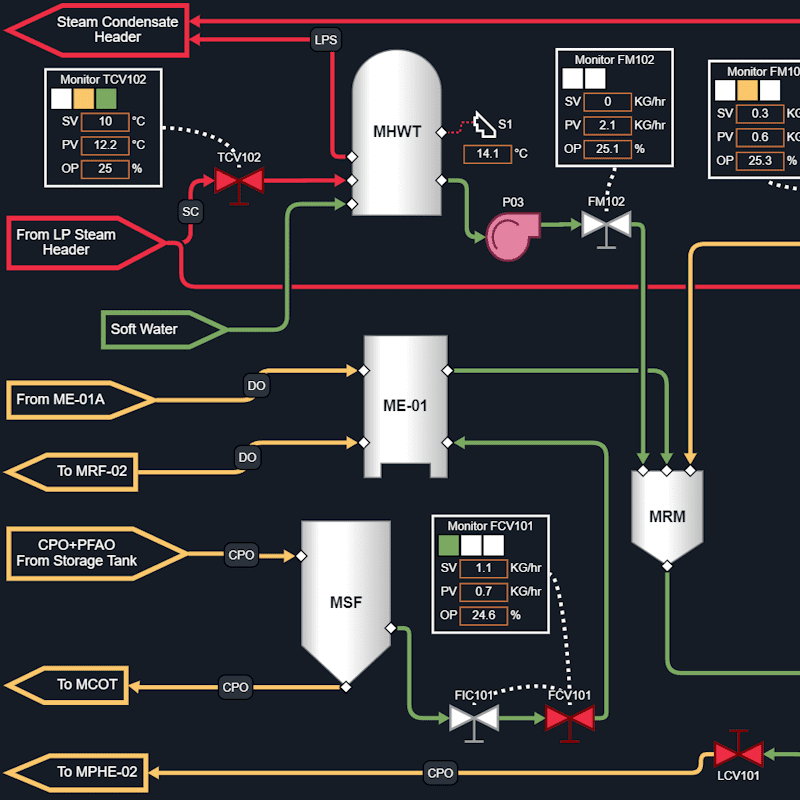 Steam Condensate
Header
LPS
Monitor TCV102
SV 10 °C
PV 12.2 °C
OP 25 %
TCV102
SC
From LP Steam
Header
Soft Water
MHWT
S1
14.1 °C
Monitor FM102
SV 0 KG/hr
PV 2.1 KG/hr
OP 25.1 %
P03
FM102
Monitor FM10
SV 0.3 KG
PV 0.6 KG
OP 25.3 %
From ME-01A
DO
ME-01
To MRF-02
DO
MRM
CPO+PFAO
From Storage Tank
CPO
MSF
Monitor FCV101
SV 1.1 KG/hr
PV 0.7 KG/hr
OP 24.6 %
To MCOT
CPO
FIC101
FCV101
To MPHE-02
CPO
LCV101